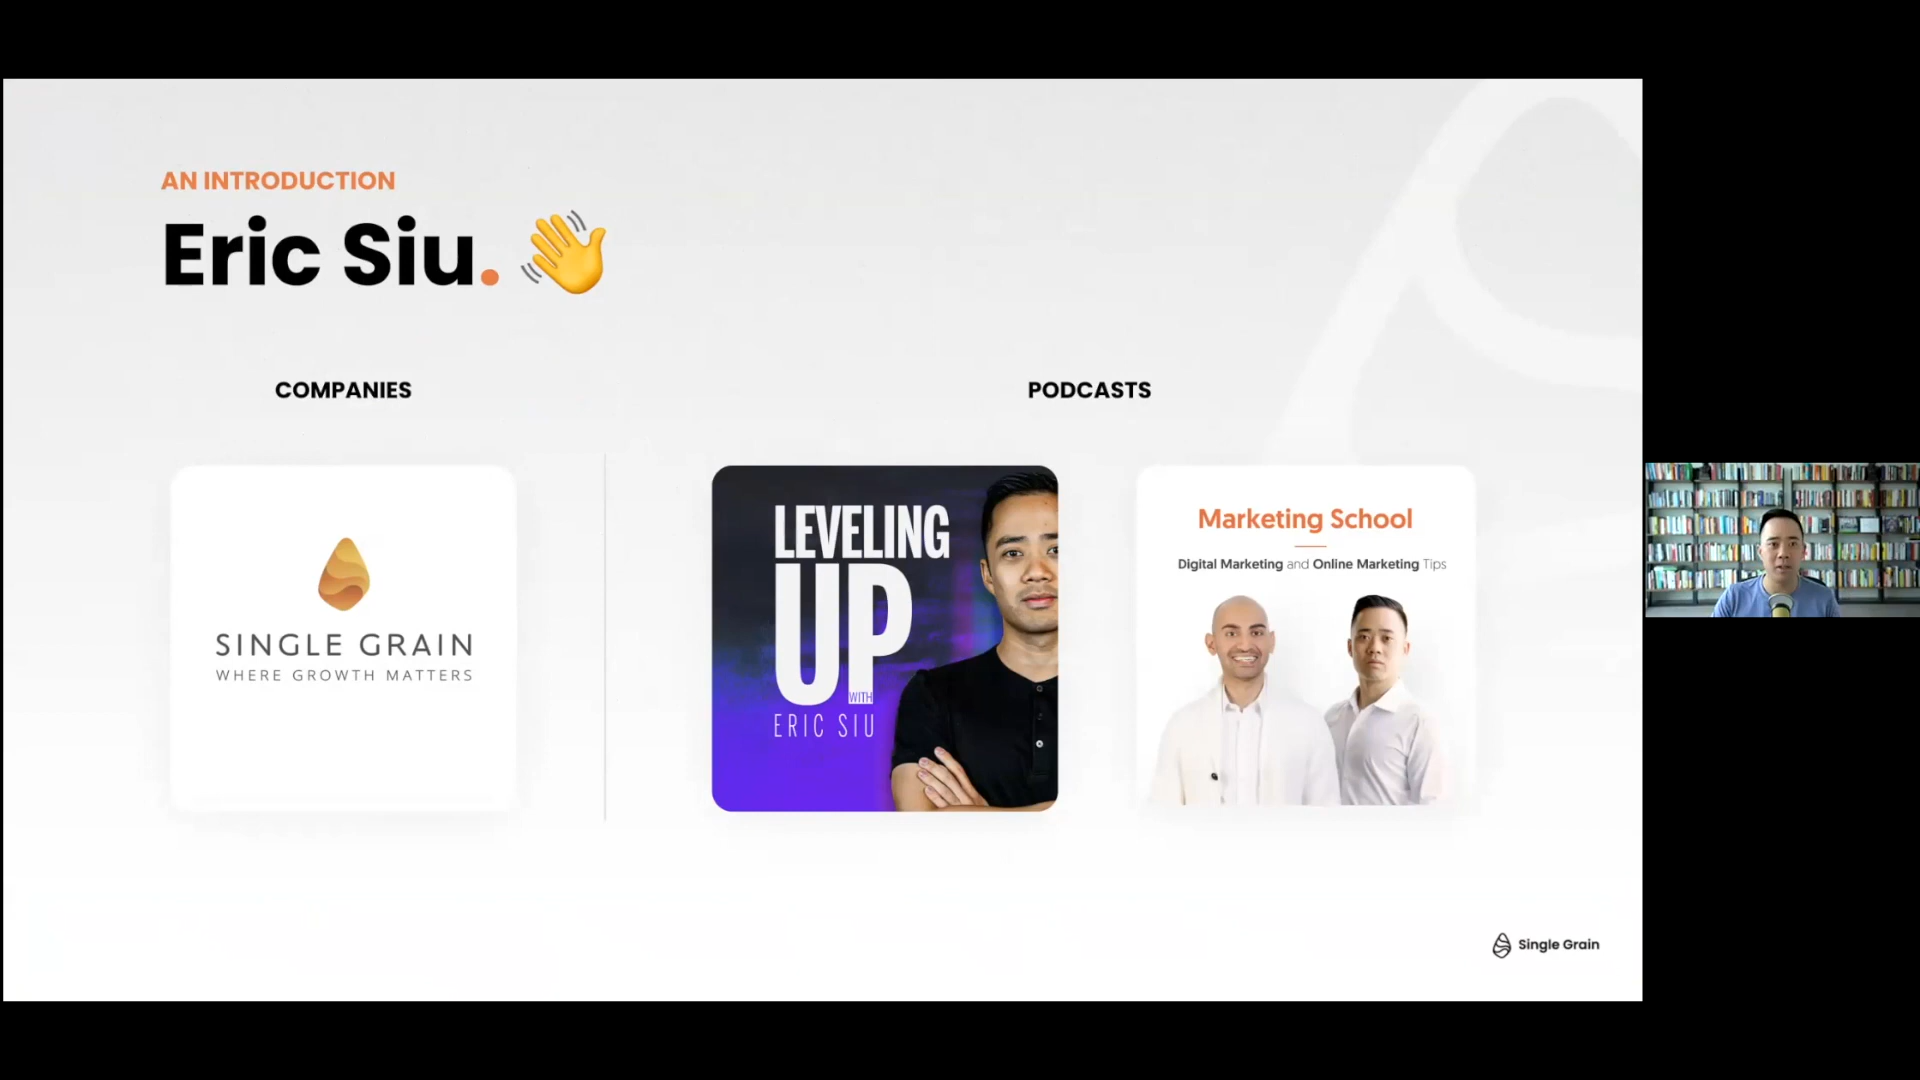 AN INTRODUCTION
Eric Siu.
COMPANIES
PODCASTS
SINGLE GRAIN
WHERE GROWTH MATTERS
LEVELING
UP
WITH
ERIC SIU
Marketing School
Digital Marketing and Online Marketing Tips
Single Grain